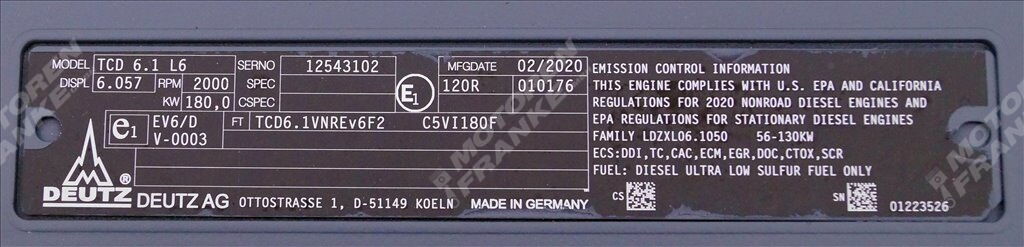 MODEL TCD 6.1 L6 SERNO 12543102 MFGDATE 02/2020
DISPL 6.057 RPM 2000 SPEC E1 120R 010176
KW 180,0 CSPEC
e1 EV6/D FT TCD6.1VNREv6F2 C5VI180F
V-0003
DEUTZ ® DEUTZ AG OTTOSTRASSE 1, D-51149 KOELN MADE IN GERMANY
EMISSION CONTROL INFORMATION
THIS ENGINE COMPLIES WITH U.S. EPA AND CALIFORNIA
REGULATIONS FOR 2020 NONROAD DIESEL ENGINES AND
EPA REGULATIONS FOR STATIONARY DIESEL ENGINES
FAMILY LDZXL06.1050 56-130KW
ECS:DDI,TC,CAC,ECM,EGR,DOC,CTOX,SCR
FUEL: DIESEL ULTRA LOW SULFUR FUEL ONLY
CS SN 01223526
MOTOREN
FRANKEN